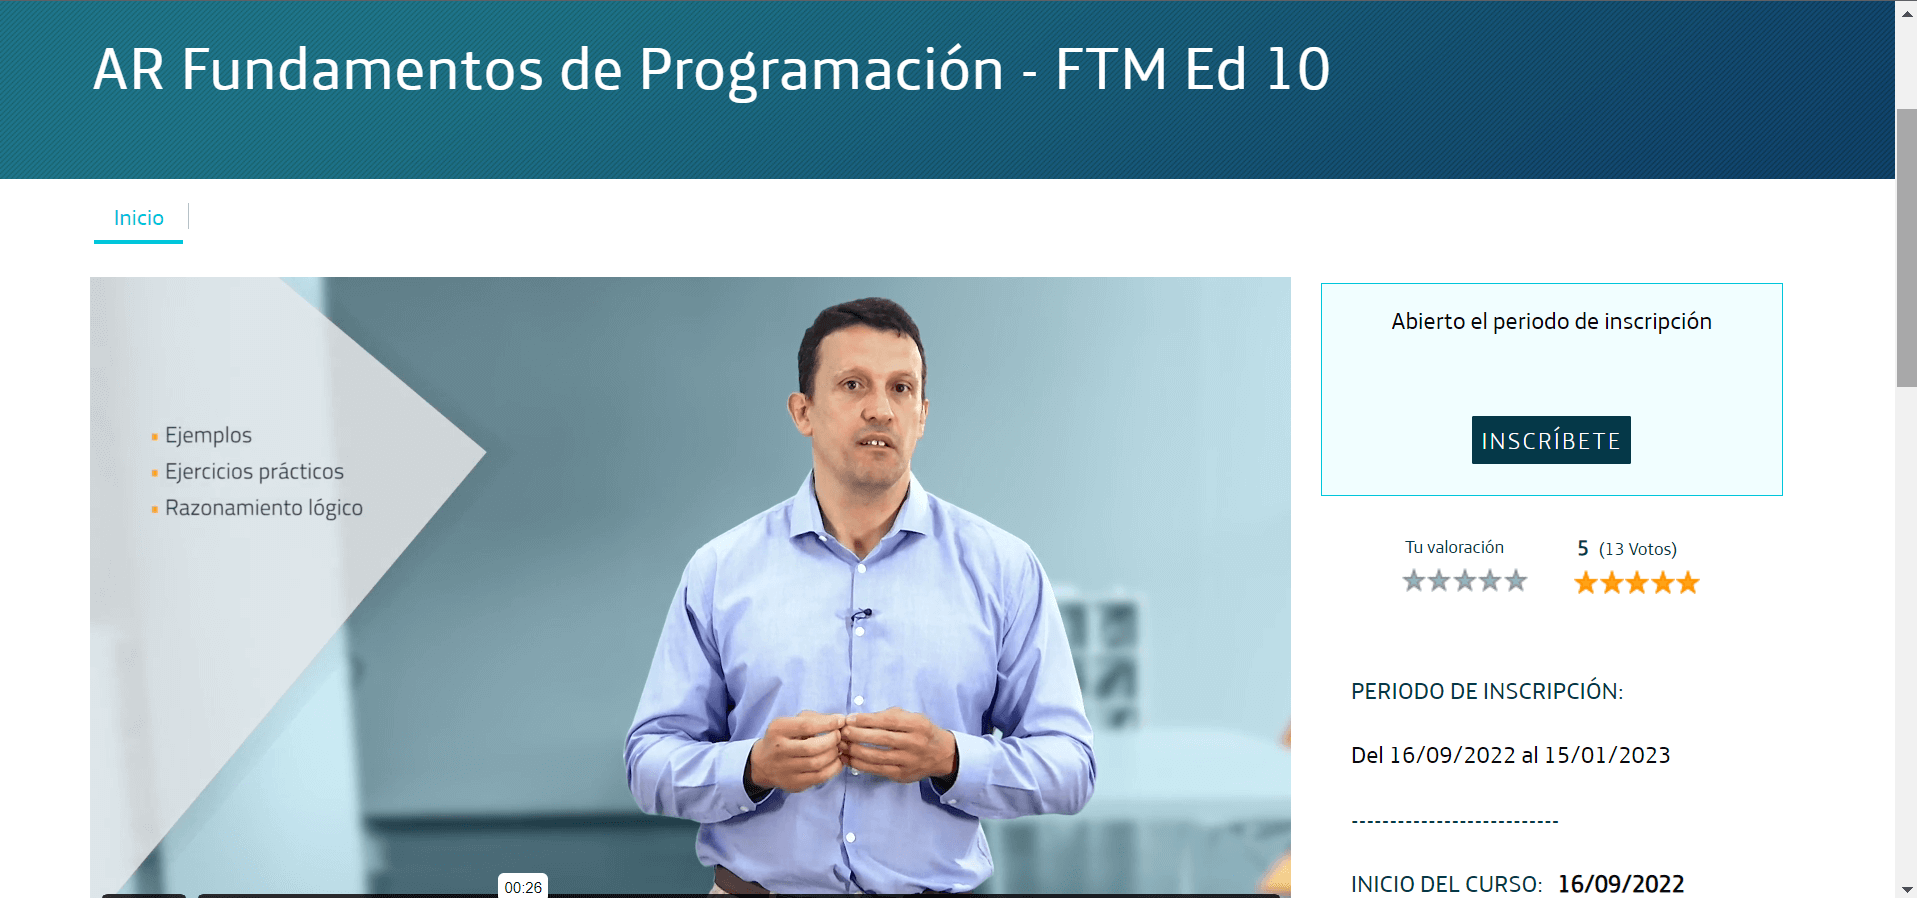 AR Fundamentos de Programación - FTM Ed 10
Inicio
Ejemplos
Ejercicios prácticos
Razonamiento lógico
00:26
Abierto el periodo de inscripción
INSCRÍBETE
Tu valoración
5 (13 Votos)
PERIODO DE INSCRIPCIÓN:
Del 16/09/2022 al 15/01/2023
---------------------------
INICIO DEL CURSO: 16/09/2022